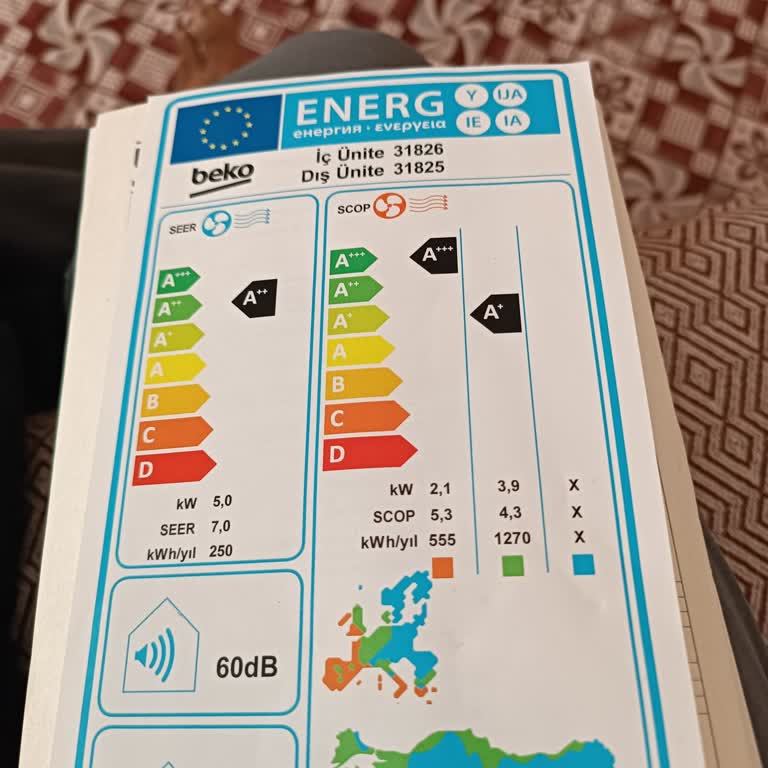 ENERG
енергия · ενεργεια
Y IJA
IE IA
beko
İç Ünite 31826
Dış Ünite 31825
SEER
A+++
A++
A+
A
B
C
D
A++
kW 5,0
SEER 7,0
kWh/yıl 250
SCOP
A+++
A++
A+
A
B
C
D
A+++
A+
kW 2,1 3,9 X
SCOP 5,3 4,3 X
kWh/yıl 555 1270 X
60dB